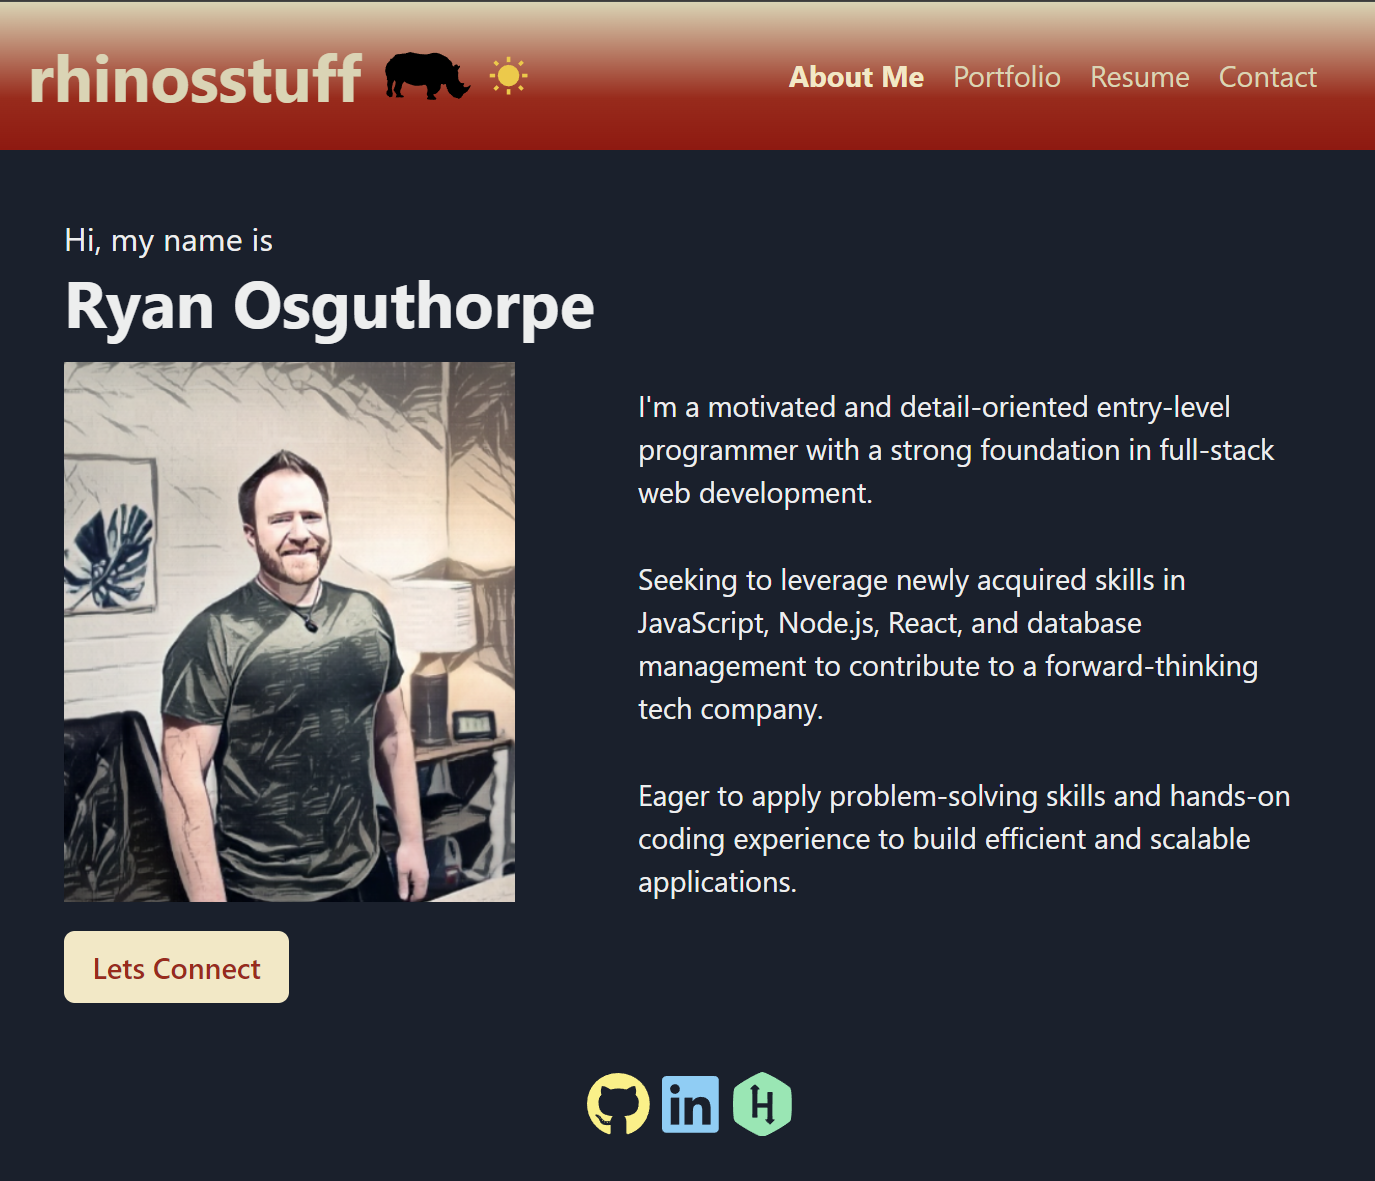 rhinosstuff
About Me Portfolio Resume Contact
Hi, my name is
Ryan Osguthorpe
I'm a motivated and detail-oriented entry-level
programmer with a strong foundation in full-stack
web development.
Seeking to leverage newly acquired skills in
JavaScript, Node.js, React, and database
management to contribute to a forward-thinking
tech company.
Eager to apply problem-solving skills and hands-on
coding experience to build efficient and scalable
applications.
Lets Connect
in
H